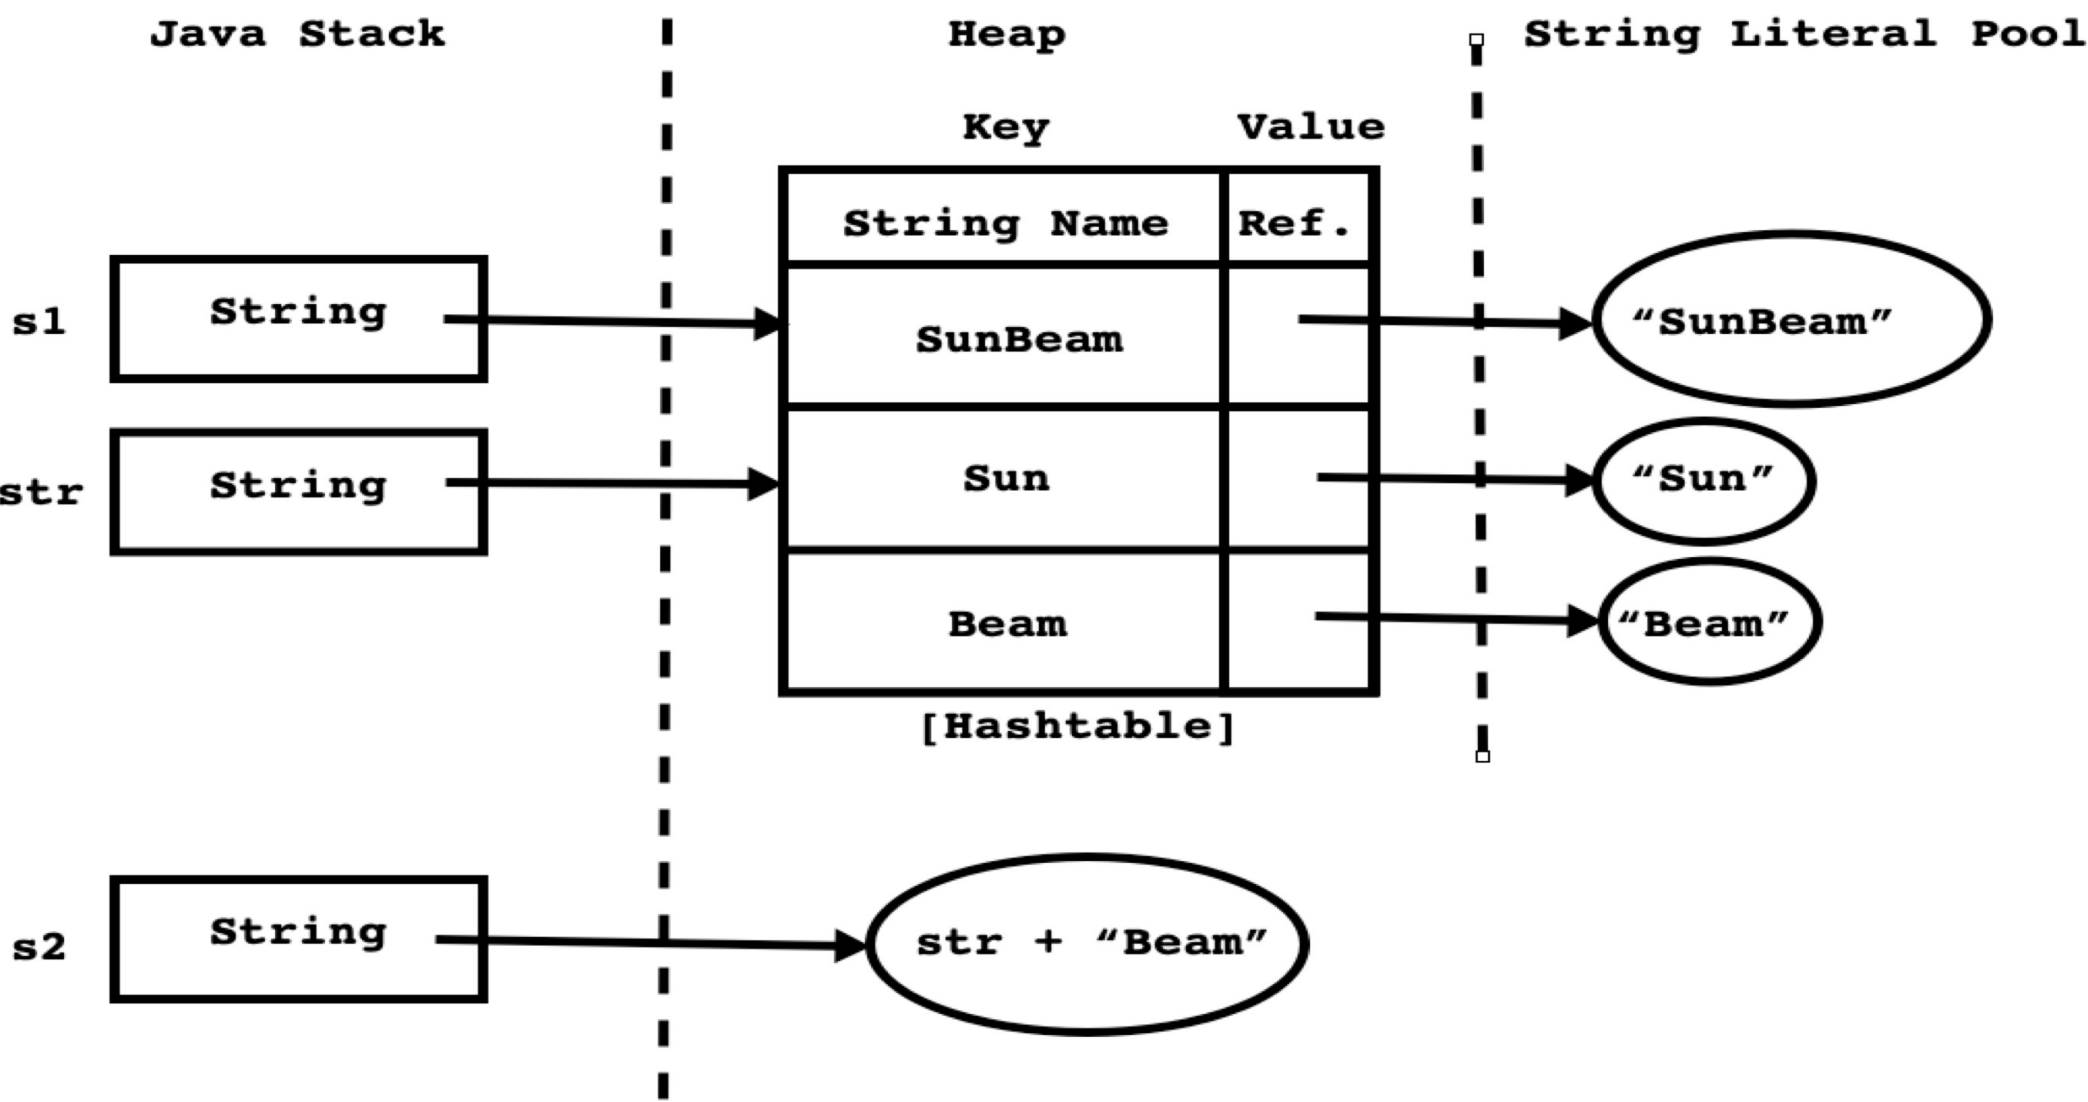 Java Stack
Heap
String Literal Pool
Key
Value
String Name
Ref.
s1
String
SunBeam
“SunBeam”
str
String
Sun
“Sun”
Beam
“Beam”
[Hashtable]
s2
String
str + “Beam”